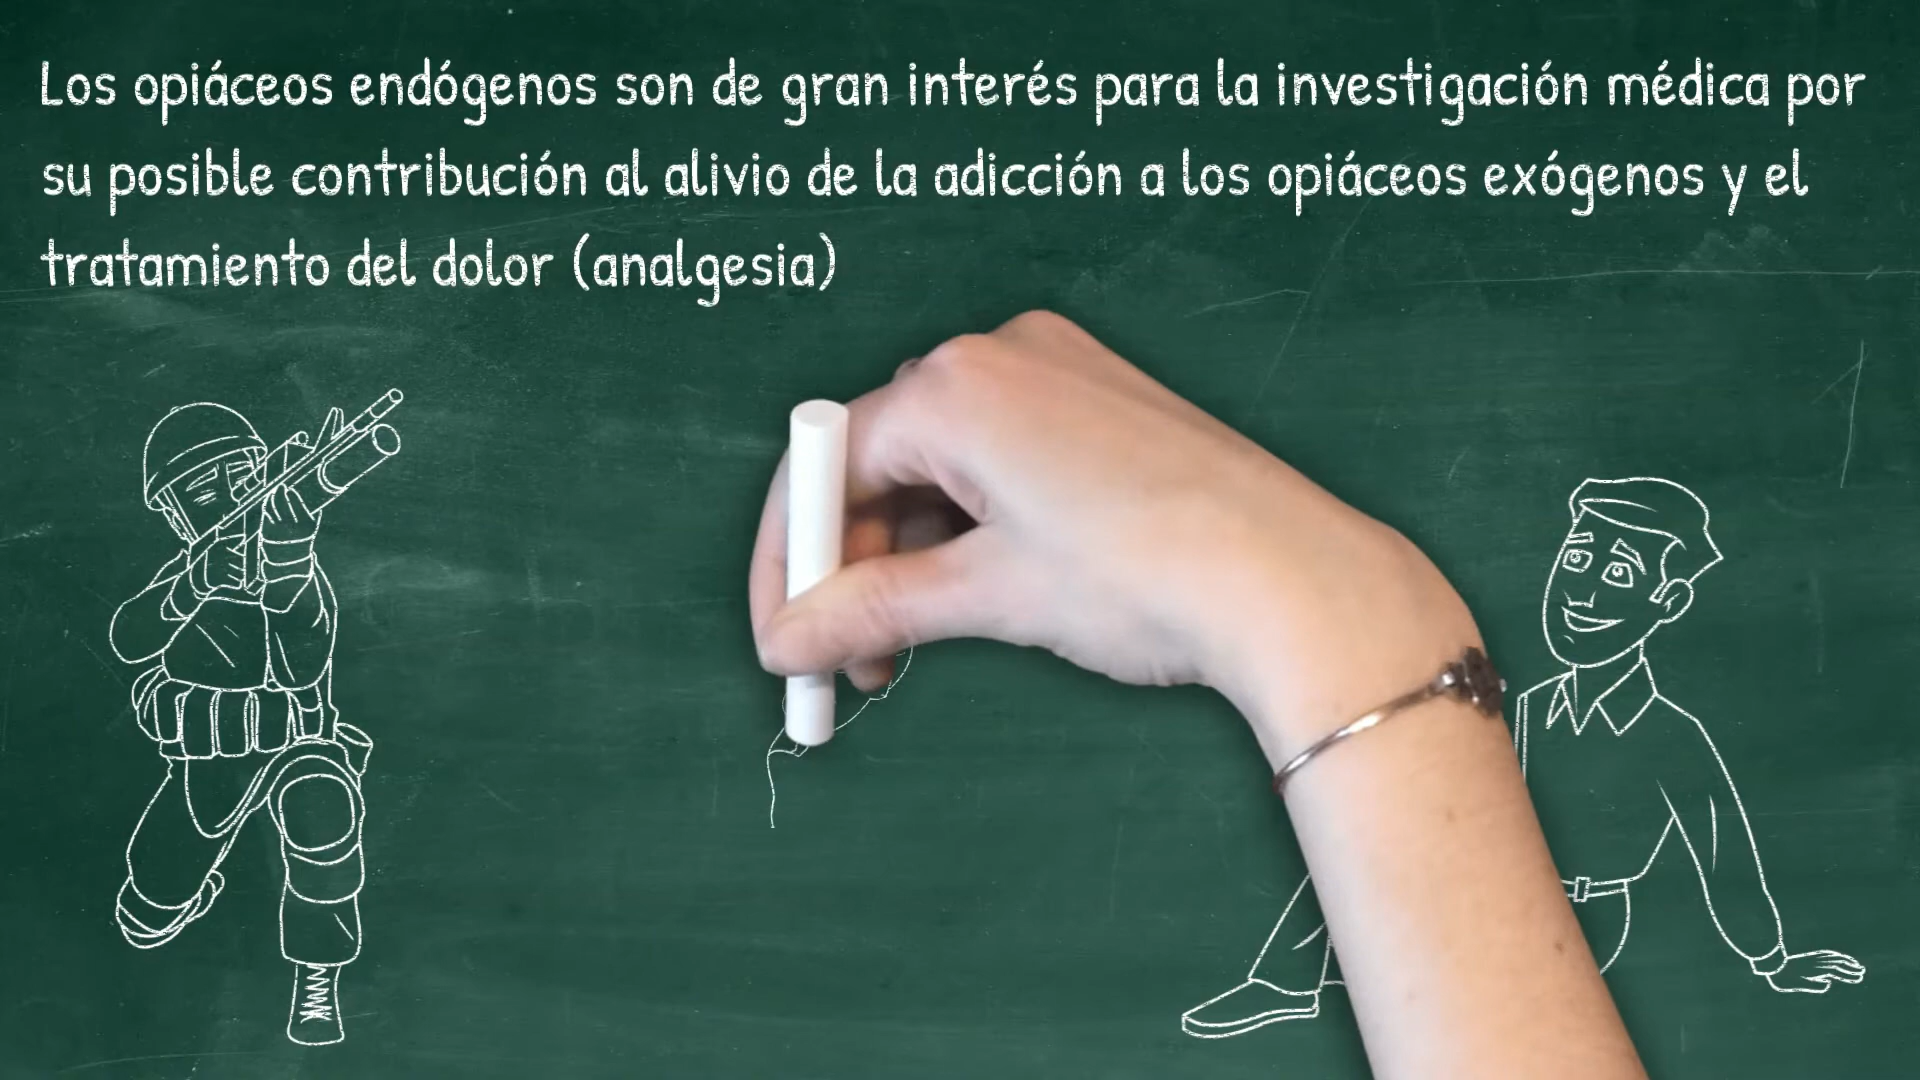 Los opiáceos endógenos son de gran interés para la investigación médica por
su posible contribución al alivio de la adicción a los opiáceos exógenos y el
tratamiento del dolor (analgesia)